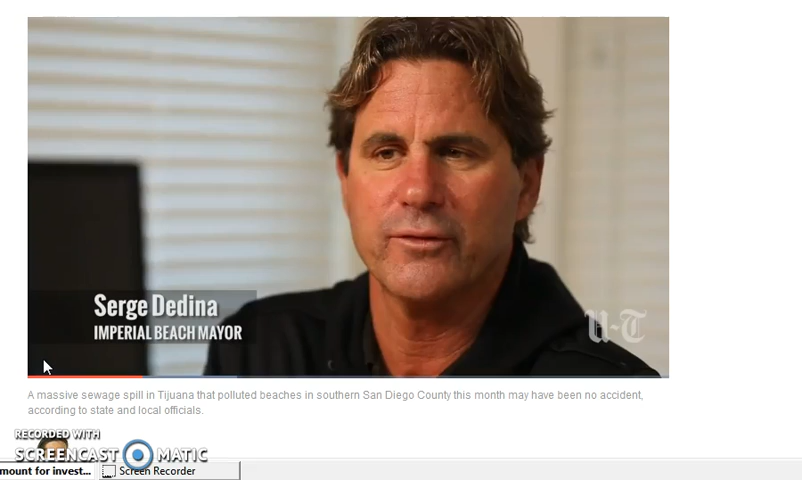 Serge Dedina
IMPERIAL BEACH MAYOR
U-T
A massive sewage spill in Tijuana that polluted beaches in southern San Diego County this month may have been no accident,
according to state and local officials.
RECORDED WITH
SCREENCAST MATIC
mount for invest...
Screen Recorder